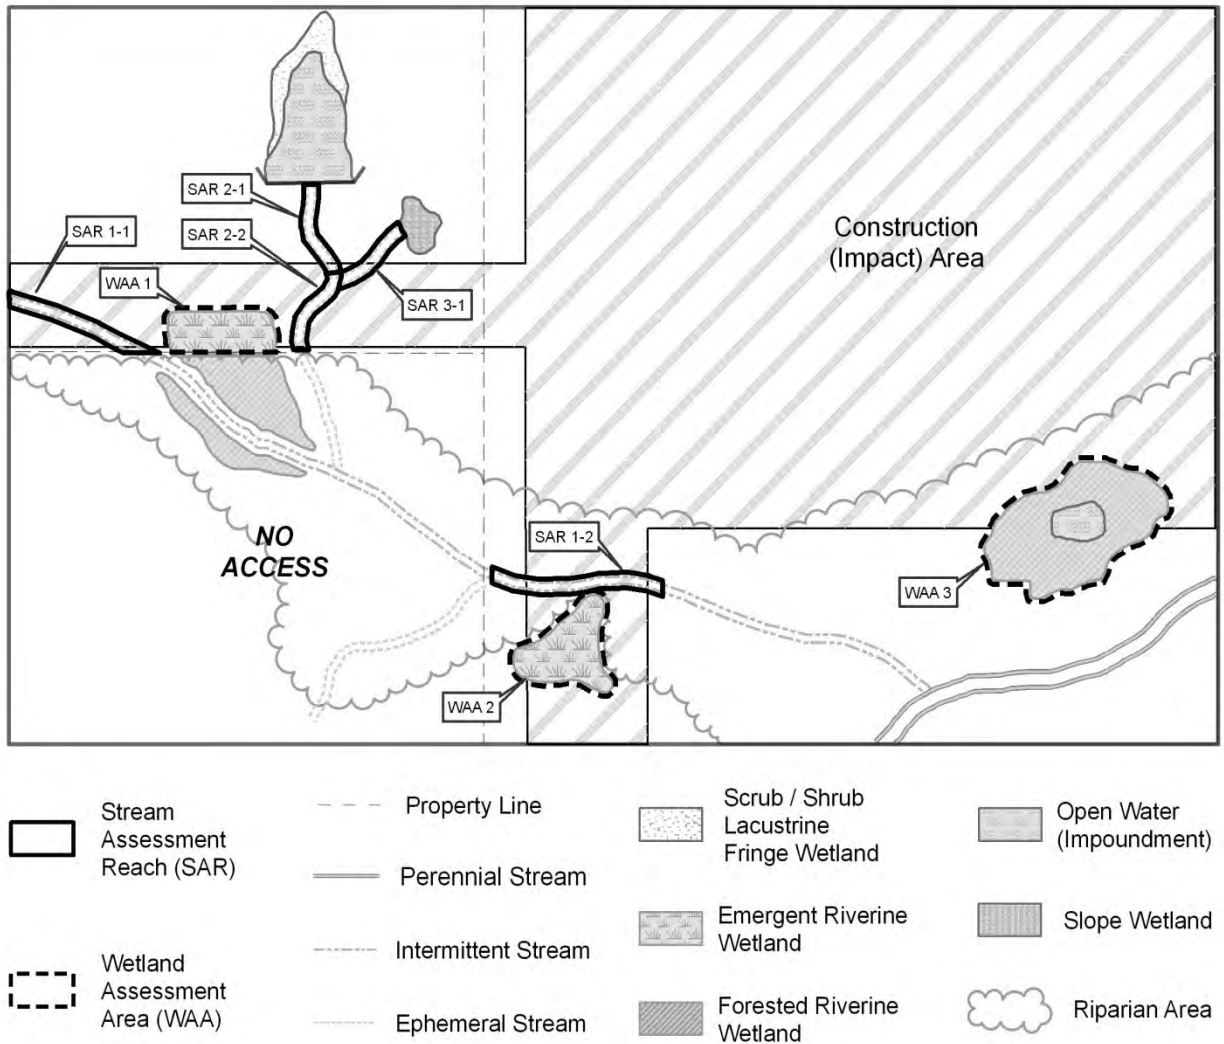 SAR 2-1
SAR 1-1
SAR 2-2
WAA 1
SAR 3-1
Construction
(Impact) Area
NO
ACCESS
SAR 1-2
WAA 3
WAA 2
Stream
Assessment
Reach (SAR)
Wetland
Assessment
Area (WAA)
Property Line
Perennial Stream
Intermittent Stream
Ephemeral Stream
Scrub / Shrub
Lacustrine
Fringe Wetland
Emergent Riverine
Wetland
Forested Riverine
Wetland
Open Water
(Impoundment)
Slope Wetland
Riparian Area